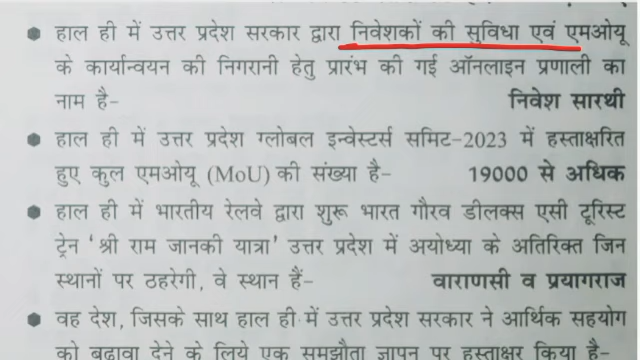 हाल ही में उत्तर प्रदेश सरकार द्वारा निवेशकों की सुविधा एवं एमओयू
के कार्यान्वयन की निगरानी हेतु प्रारंभ की गई ऑनलाइन प्रणाली का
नाम है- निवेश सारथी
हाल ही में उत्तर प्रदेश ग्लोबल इन्वेस्टर्स समिट-2023 में हस्ताक्षरित
हुए कुल एमओयू (MoU) की संख्या है- 19000 से अधिक
हाल ही में भारतीय रेलवे द्वारा शुरू भारत गौरव डीलक्स एसी टूरिस्ट
ट्रेन ‘श्री राम जानकी यात्रा’ उत्तर प्रदेश में अयोध्या के अतिरिक्त जिन
स्थानों पर ठहरेगी, वे स्थान हैं- वाराणसी व प्रयागराज
वह देश, जिसके साथ हाल ही में उत्तर प्रदेश सरकार ने आर्थिक सहयोग
को बढ़ावा देने के लिये एक समझौता ज्ञापन पर हस्ताक्षर किया है-